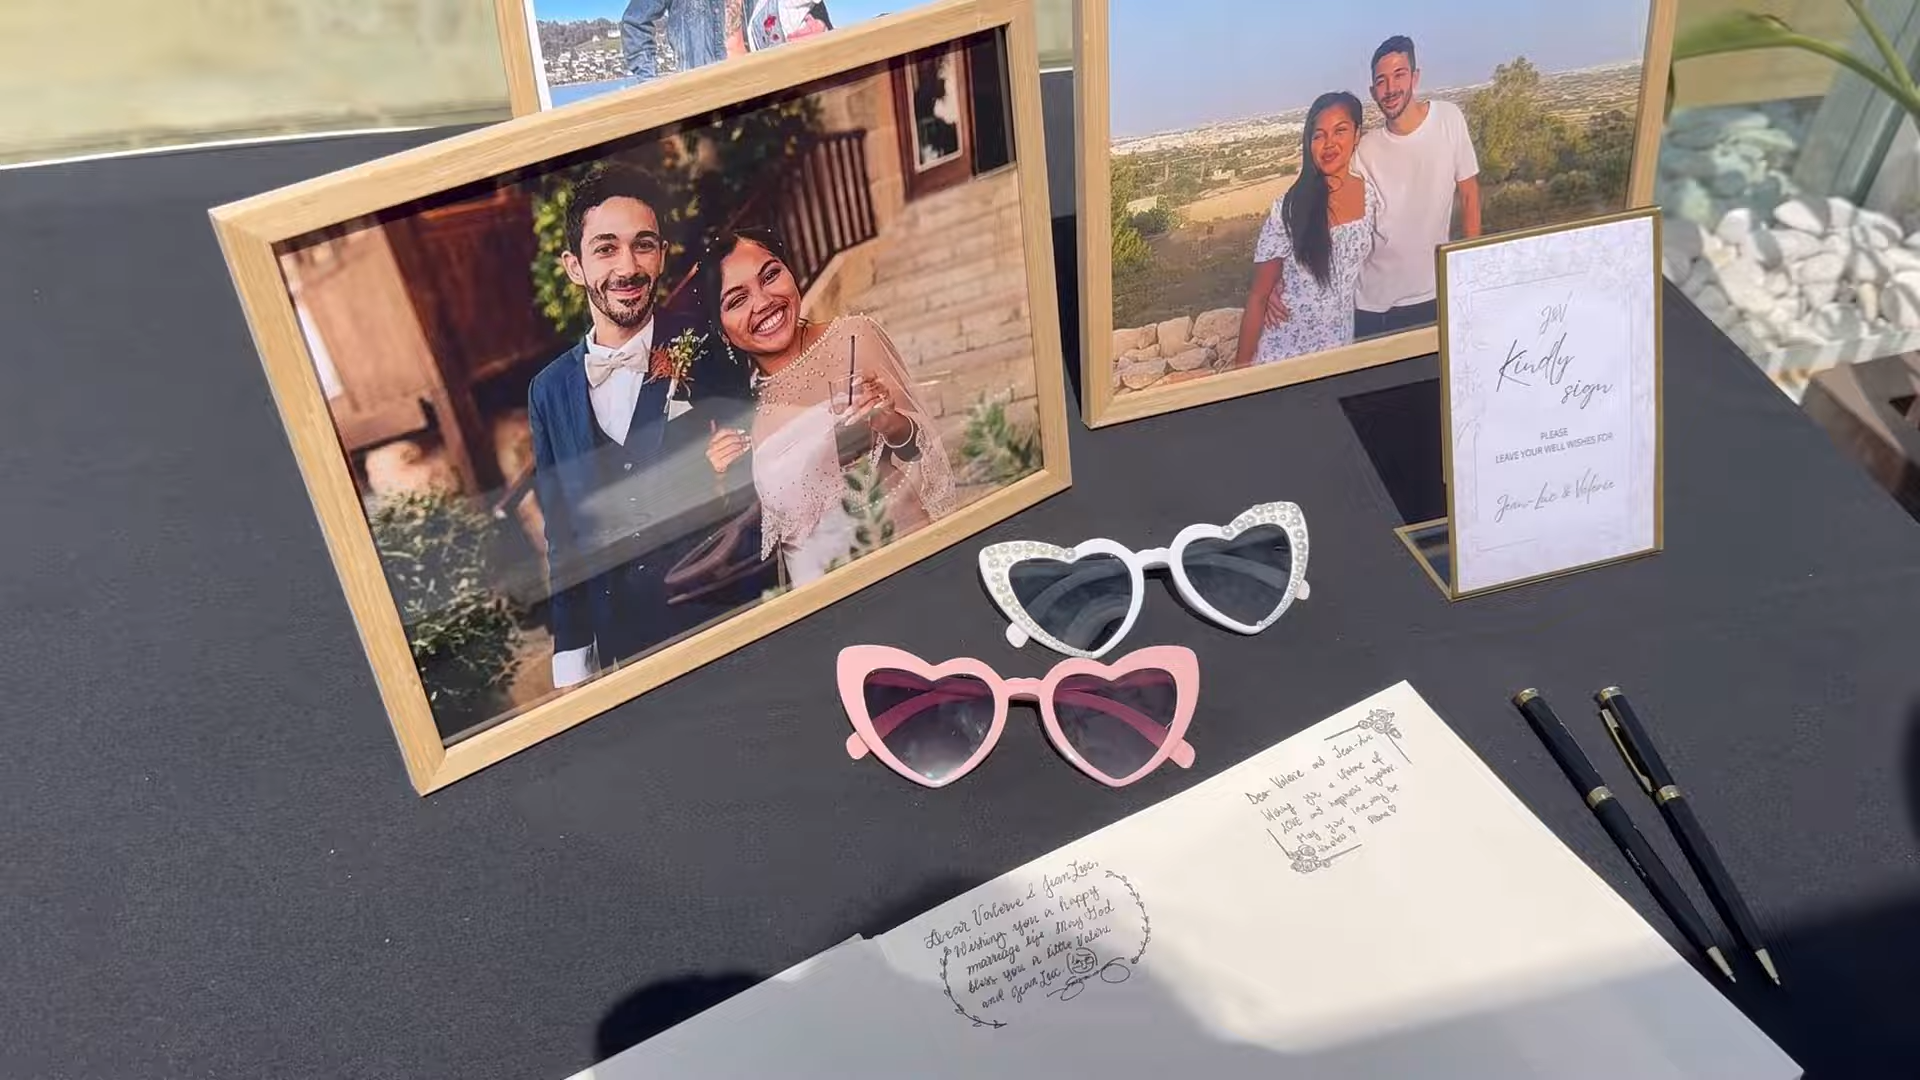 J&V
Kindly
sign
PLEASE
LEAVE YOUR WELL WISHES FOR
Jean-Luc & Valerie
Dear Valerie and Jean-Luc
Wishing you a lifetime of
LOVE and happiness together.
May your love may be
timeless
Dear Valerie & Jean Luc,
Wishing you a happy
marriage life. May God
bless you a little Valerie
and Jean Luc.